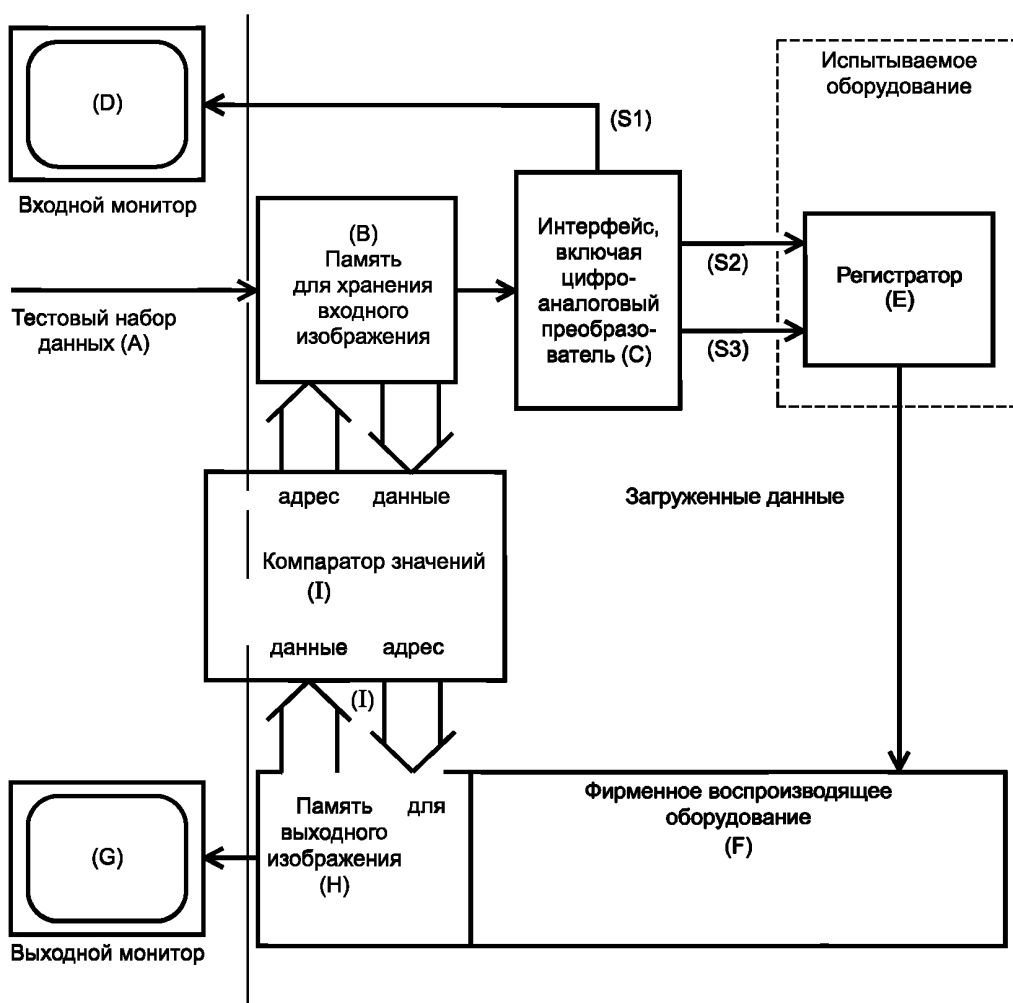 Испытываемое
оборудование
(D)
(S1)
Входной монитор
(B)
Память
для хранения
входного
изображения
Интерфейс,
включая
цифро-
аналоговый
преобразо-
ватель (C)
(S2)
(S3)
Регистратор
(E)
Тестовый набор
данных (A)
адрес данные
Загруженные данные
Компаратор значений
(I)
данные адрес
(I)
Память для
выходного
изображения
(H)
Фирменное воспроизводящее
оборудование
(F)
(G)
Выходной монитор